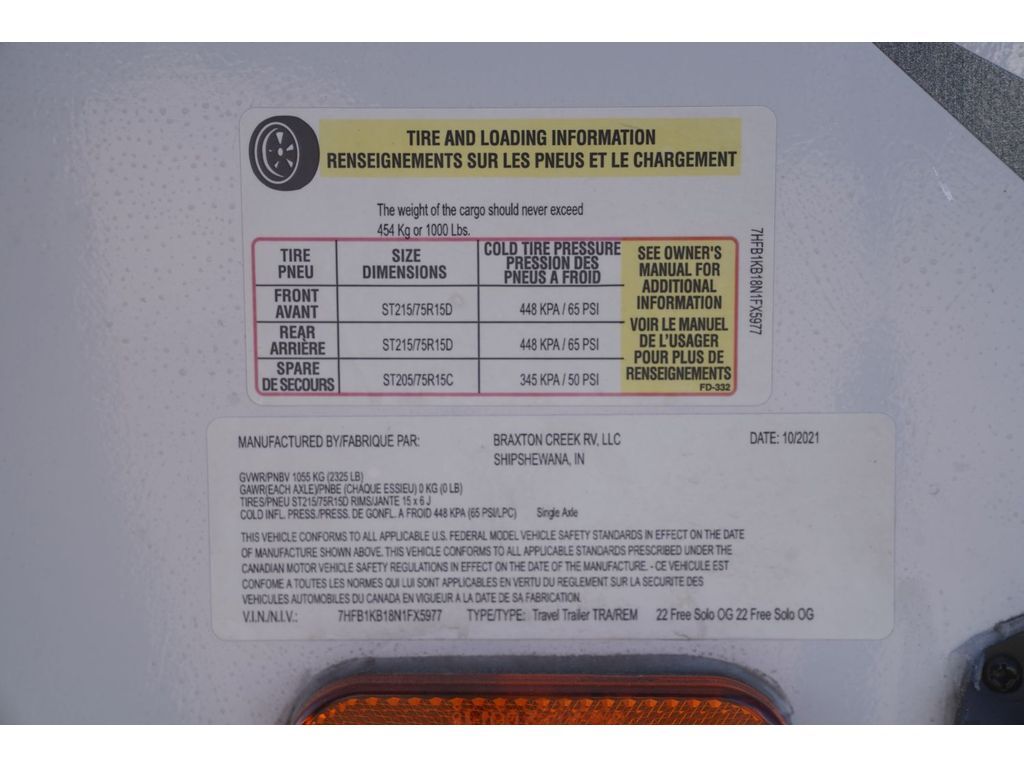 TIRE AND LOADING INFORMATION
RENSEIGNEMENTS SUR LES PNEUS ET LE CHARGEMENT
The weight of the cargo should never exceed
454 Kg or 1000 Lbs.
TIRE PNEU SIZE DIMENSIONS COLD TIRE PRESSURE PRESSION DES PNEUS A FROID
FRONT AVANT ST215/75R15D 448 KPA / 65 PSI
REAR ARRIÈRE ST215/75R15D 448 KPA / 65 PSI
SPARE DE SECOURS ST205/75R15C 345 KPA / 50 PSI
SEE OWNER'S
MANUAL FOR
ADDITIONAL
INFORMATION
VOIR LE MANUEL
DE L'USAGER
POUR PLUS DE
RENSEIGNEMENTS
FD-332
7HFB1KB18N1FX5977
MANUFACTURED BY/FABRIQUE PAR: BRAXTON CREEK RV, LLC DATE: 10/2021
SHIPSHEWANA, IN
GVWR/PNBV 1055 KG (2325 LB)
GAWR(EACH AXLE)/PNBE (CHAQUE ESSIEU) 0 KG (0 LB)
TIRES/PNEU ST215/75R15D RIMS/JANTE 15 x 6 J
COLD INFL. PRESS./PRESS. DE GONFL. A FROID 448 KPA (65 PSI/LPC) Single Axle
THIS VEHICLE CONFORMS TO ALL APPLICABLE U.S. FEDERAL MODEL VEHICLE SAFETY STANDARDS IN EFFECT ON THE DATE
OF MANUFACTURE SHOWN ABOVE. THIS VEHICLE CONFORMS TO ALL APPLICABLE STANDARDS PRESCRIBED UNDER THE
CANADIAN MOTOR VEHICLE SAFETY REGULATIONS IN EFFECT ON THE DATE OF THE MANUFACTURE. - CE VEHICULE EST
CONFOME A TOUTES LES NORMES QUI LUI SONT APPLICABLES EN VERTU DU REGLEMENT SUR LA SECURITE DES
VEHICULES AUTOMOBILES DU CANADA EN VIGUEUR A LA DATE DE SA FABRICATION.
V.I.N./N.I.V.: 7HFB1KB18N1FX5977 TYPE/TYPE: Travel Trailer TRA/REM 22 Free Solo OG 22 Free Solo OG